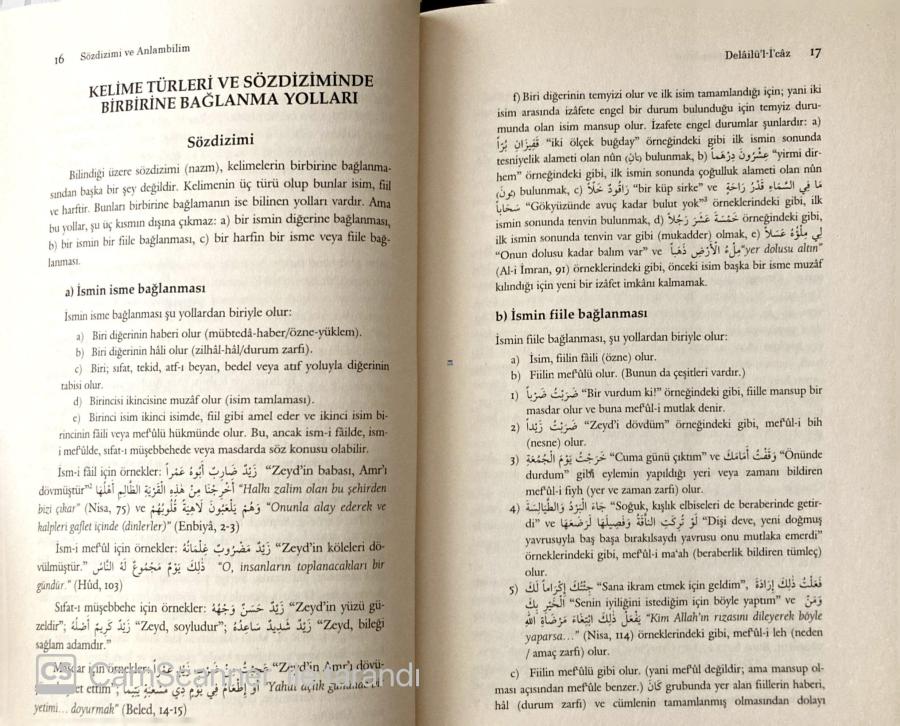 16 Sözdizimi ve Anlambilim
KELİME TÜRLERİ VE SÖZDİZİMİNDE
BİRBİRİNE BAĞLANMA YOLLARI
Sözdizimi
Bilindiği üzere sözdizimi (nazm), kelimelerin birbirine bağlanma-
sından başka bir şey değildir. Kelimenin üç türü olup bunlar isim, fiil
ve harftir. Bunları birbirine bağlamanın ise bilinen yolları vardır. Ama
bu yollar, şu üç kısmın dışına çıkmaz: a) bir ismin diğerine bağlanması,
b) bir ismin bir fiile bağlanması, c) bir harfin bir isme veya fiile bağ-
lanması.
a) İsmin isme bağlanması
İsmin isme bağlanması şu yollardan biriyle olur:
a) Biri diğerinin haberi olur (mübtedâ-haber/özne-yüklem).
b) Biri diğerinin hâli olur (zilhâl-hâl/durum zarfı).
c) Biri; sıfat, tekid, atf-ı beyan, bedel veya atıf yoluyla diğerinin
tabisi olur.
d) Birincisi ikincisine muzâf olur (isim tamlaması).
e) Birinci isim ikinci isimde, fiil gibi amel eder ve ikinci isim bi-
rincinin fâili veya mef'ûlü hükmünde olur. Bu, ancak ism-i fâilde, ism-
i mef'ûlde, sıfat-ı müşebbehede veya masdarda söz konusu olabilir.
İsm-i fâil için örnekler: زَيْدٌ ضَارِبٌ أَبُوهُ عَمْراً "Zeyd'in babası, Amr'ı
dövmüştür"² أَخْرِجْنَا مِنْ هَٰذِهِ الْقَرْيَةِ الظَّالِمِ أَهْلُهَا "Halkı zalim olan bu şehirden
bizi çıkar" (Nisa, 75) ve وَهُمْ يَلْعَبُونَ لَاهِيَةً قُلُوبُهُمْ "Onunla alay ederek ve
kalpleri gaflet içinde (dinlerler)" (Enbiyâ, 2-3)
İsm-i mef'ul için örnekler: زَيْدٌ مَضْرُوبٌ غِلْمَانُهُ "Zeyd'in köleleri dö-
vülmüştür." ذَلِكَ يَوْمٌ مَجْمُوعٌ لَهُ النَّاسُ "O, insanların toplanacakları bir
gündür." (Hûd, 103)
Sıfat-ı müşebbehe için örnekler: زَيْدٌ حَسَنٌ وَجْهُهُ "Zeyd'in yüzü gü-
zeldir"; زَيْدٌ كَرِيمٌ أَصْلُهُ "Zeyd, soyludur"; زَيْدٌ شَدِيدٌ سَاعِدُهُ "Zeyd, bileği
sağlam adamdır."
Masdar için örnekler: "Zeyd'in Amr'ı dövü-
et ettim"; أَوْ إِطْعَامٌ فِي يَوْمٍ ذِي مَسْغَبَةٍ يَتِيماً "Yahut açlık
yetimi... doyurmak" (Beled, 14-15)
CS CamScanner ile tarandı
Delâilü'l-İ'câz 17
f) Biri diğerinin temyizi olur ve ilk isim tamamlandığı için; yani iki
isim arasında izâfete engel bir durum bulunduğu için temyiz duru-
munda olan isim mansup olur. İzafete engel durumlar şunlardır: a)
قَفِيزَانِ بُرّاً "iki ölçek buğday" örneğindeki gibi ilk ismin sonunda
tesniyelik alameti olan nûn (ـانِ) bulunmak, b) عِشْرُونَ دِرْهَماً "yirmi dir-
hem" örneğindeki gibi, ilk ismin sonunda çoğulluk alameti olan nûn
(ـونَ) bulunmak, c) رَاقُودٌ خَلّاً "bir küp sirke" ve مَا فِي السَّمَاءِ قَدْرُ رَاحَةٍ
سَحَاباً "Gökyüzünde avuç kadar bulut yok"³ örneklerindeki gibi, ilk
ismin sonunda tenvin bulunmak, d) خَمْسَةَ عَشَرَ رَجُلاً örneğindeki gibi,
ilk ismin sonunda tenvin var gibi (mukadder) olmak, e) لِي مِلْؤُهُ عَسَلاً
"Onun dolusu kadar balım var" ve مِلْءُ الْأَرْضِ ذَهَباً "yer dolusu altın"
(Al-i İmran, 91) örneklerindeki gibi, önceki isim başka bir isme muzâf
kılındığı için yeni bir izâfet imkânı kalmamak.
b) İsmin fiile bağlanması
İsmin fiile bağlanması, şu yollardan biriyle olur:
a) İsim, fiilin fâili (özne) olur.
b) Fiilin mef'ûlü olur. (Bunun da çeşitleri vardır.)
1) ضَرَبْتُ ضَرْباً "Bir vurdum ki!" örneğindeki gibi, fiille mansup bir
masdar olur ve buna mef'ûl-i mutlak denir.
2) ضَرَبْتُ زَيْداً "Zeyd'i dövdüm" örneğindeki gibi, mef'ûl-i bih
(nesne) olur.
3) خَرَجْتُ يَوْمَ الْجُمُعَةِ "Cuma günü çıktım" ve وَقَفْتُ أَمَامَكَ "Önünde
durdum" gibi eylemin yapıldığı yeri veya zamanı bildiren
mef'ûl-i fiyh (yer ve zaman zarfı) olur.
4) جَاءَ الْبَرْدُ وَالطَّيَالِسَةَ "Soğuk, kışlık elbiseleri de beraberinde getir-
di" ve لَوْ تُرِكَتِ النَّاقَةُ وَفَصِيلَهَا لَرَضَعَهَا "Dişi deve, yeni doğmuş
yavrusuyla baş başa bırakılsaydı yavrusu onu mutlaka emerdi"
örneklerindeki gibi, mef'ûl-i ma'ah (beraberlik bildiren tümleç)
olur.
5) جِئْتُكَ إِكْرَاماً لَكَ "Sana ikram etmek için geldim", فَعَلْتُ ذَلِكَ إِرَادَةَ
الْخَيْرِ بِكَ "Senin iyiliğini istediğim için böyle yaptım" ve وَمَنْ
يَفْعَلْ ذَلِكَ ابْتِغَاءَ مَرْضَاةِ اللهِ "Kim Allah'ın rızasını dileyerek böyle
yaparsa..." (Nisa, 114) örneklerindeki gibi, mef'ûl-i leh (neden
/ amaç zarfı) olur.
c) Fiilin mef'ûlü gibi olur. (yani mef'ûl değildir; ama mansup ol-
ması açısından mef'ûle benzer.) كَانَ grubunda yer alan fiillerin haberi,
hâl (durum zarfı) ve cümlenin tamamlanmış olmasından dolayı